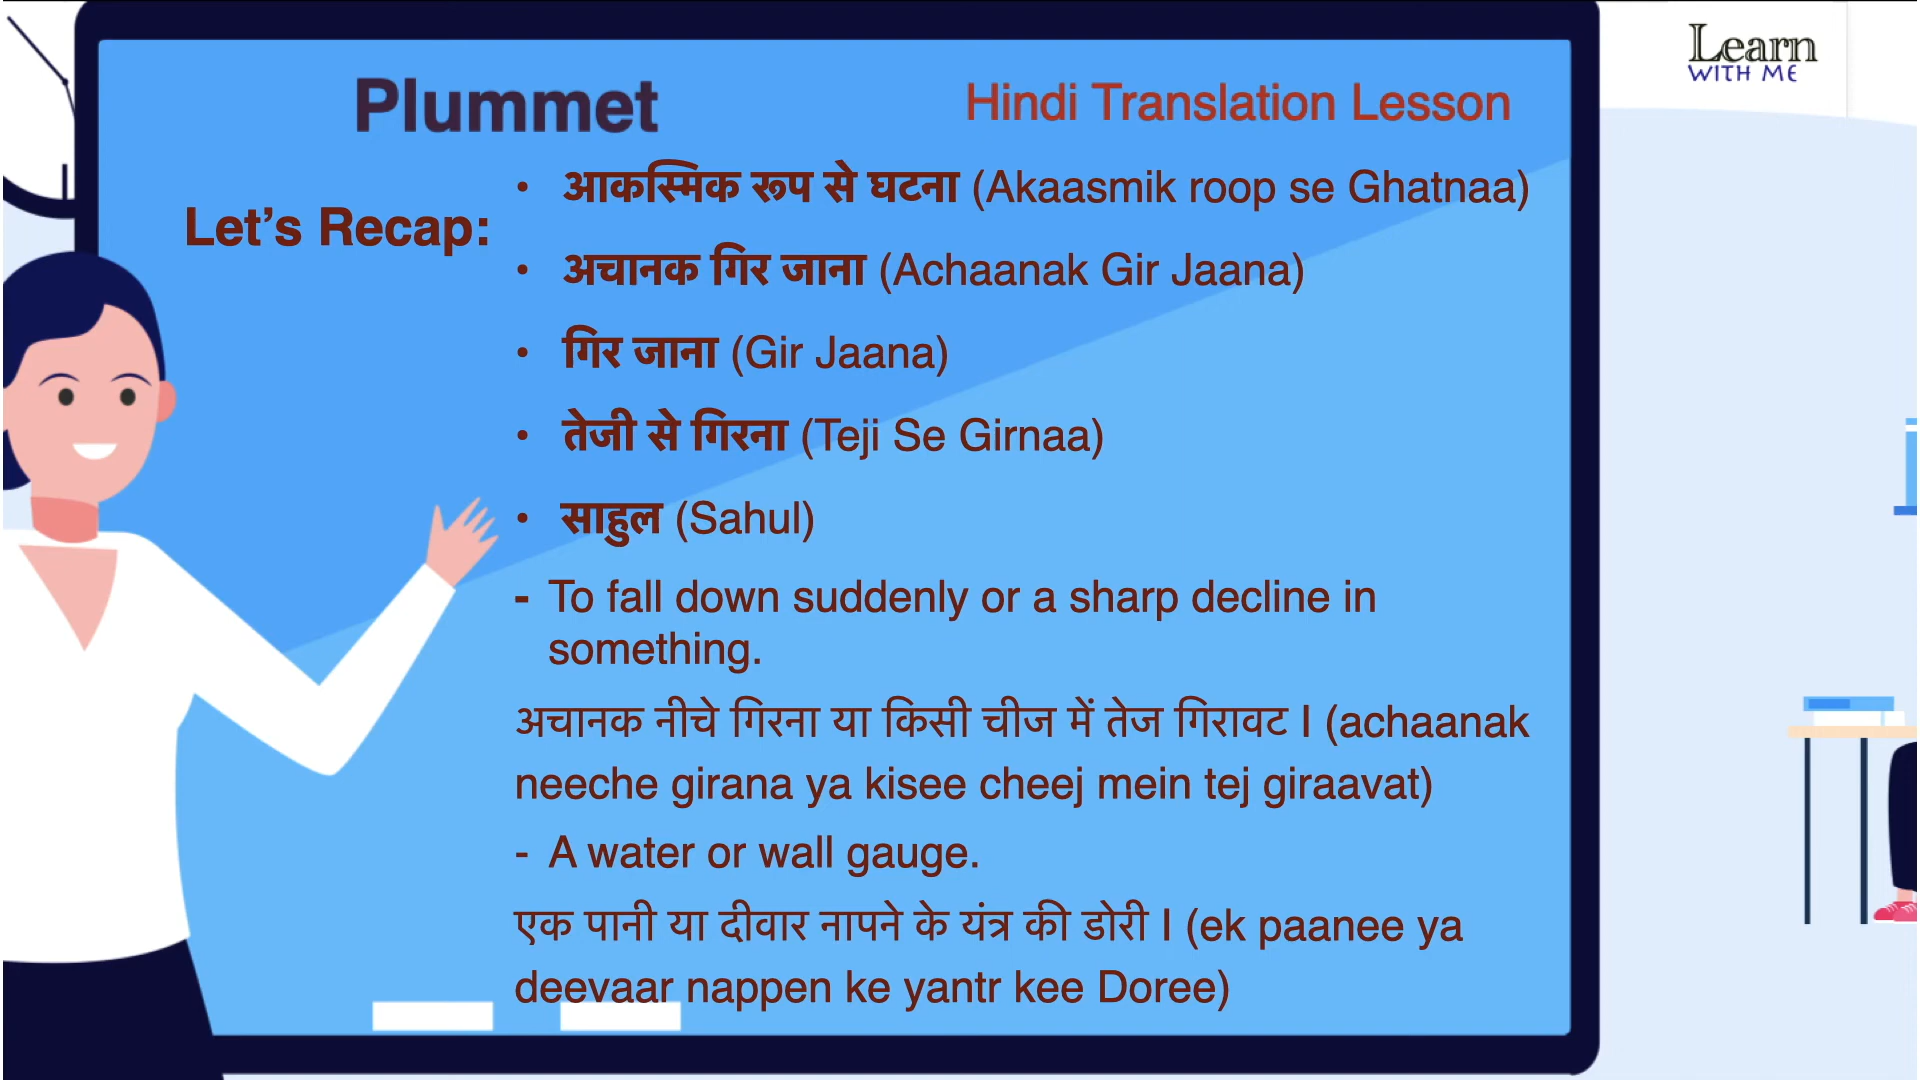 Learn
WITH ME
Plummet
Hindi Translation Lesson
Let's Recap:
• आकस्मिक रूप से घटना (Akaasmik roop se Ghatnaa)
• अचानक गिर जाना (Achaanak Gir Jaana)
• गिर जाना (Gir Jaana)
• तेजी से गिरना (Teji Se Girnaa)
• साहुल (Sahul)
- To fall down suddenly or a sharp decline in
something.
अचानक नीचे गिरना या किसी चीज में तेज गिरावट I (achaanak
neeche girana ya kisee cheej mein tej giraavat)
- A water or wall gauge.
एक पानी या दीवार नापने के यंत्र की डोरी I (ek paanee ya
deevaar nappen ke yantr kee Doree)